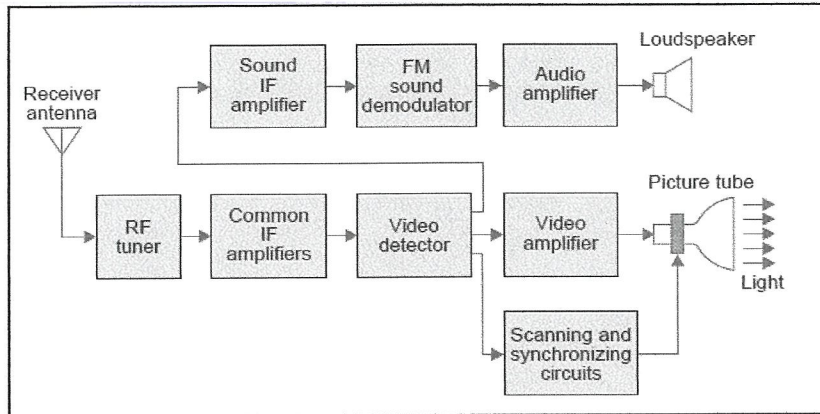 Loudspeaker
Sound
IF
amplifier
FM
sound
demodulator
Audio
amplifier
Receiver
antenna
Picture tube
RF
tuner
Common
IF
amplifiers
Video
detector
Video
amplifier
Light
Scanning and
synchronizing
circuits